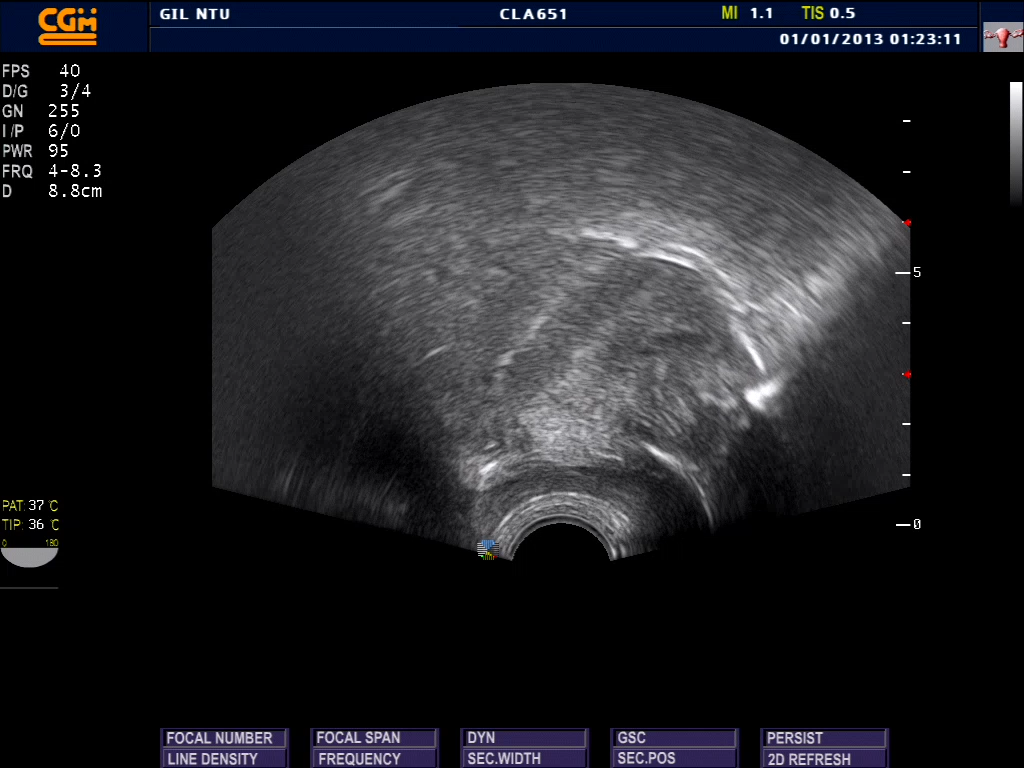 CGM
GIL NTU CLA651 MI 1.1 TIS 0.5
01/01/2013 01:23:11
FPS 40
D/G 3/4
GN 255
I/P 6/0
PWR 95
FRQ 4-8.3
D 8.8cm
5
PAT: 37 °C
TIP: 36 °C
0 180
0
FOCAL NUMBER FOCAL SPAN DYN GSC PERSIST
LINE DENSITY FREQUENCY SEC.WIDTH SEC.POS 2D REFRESH